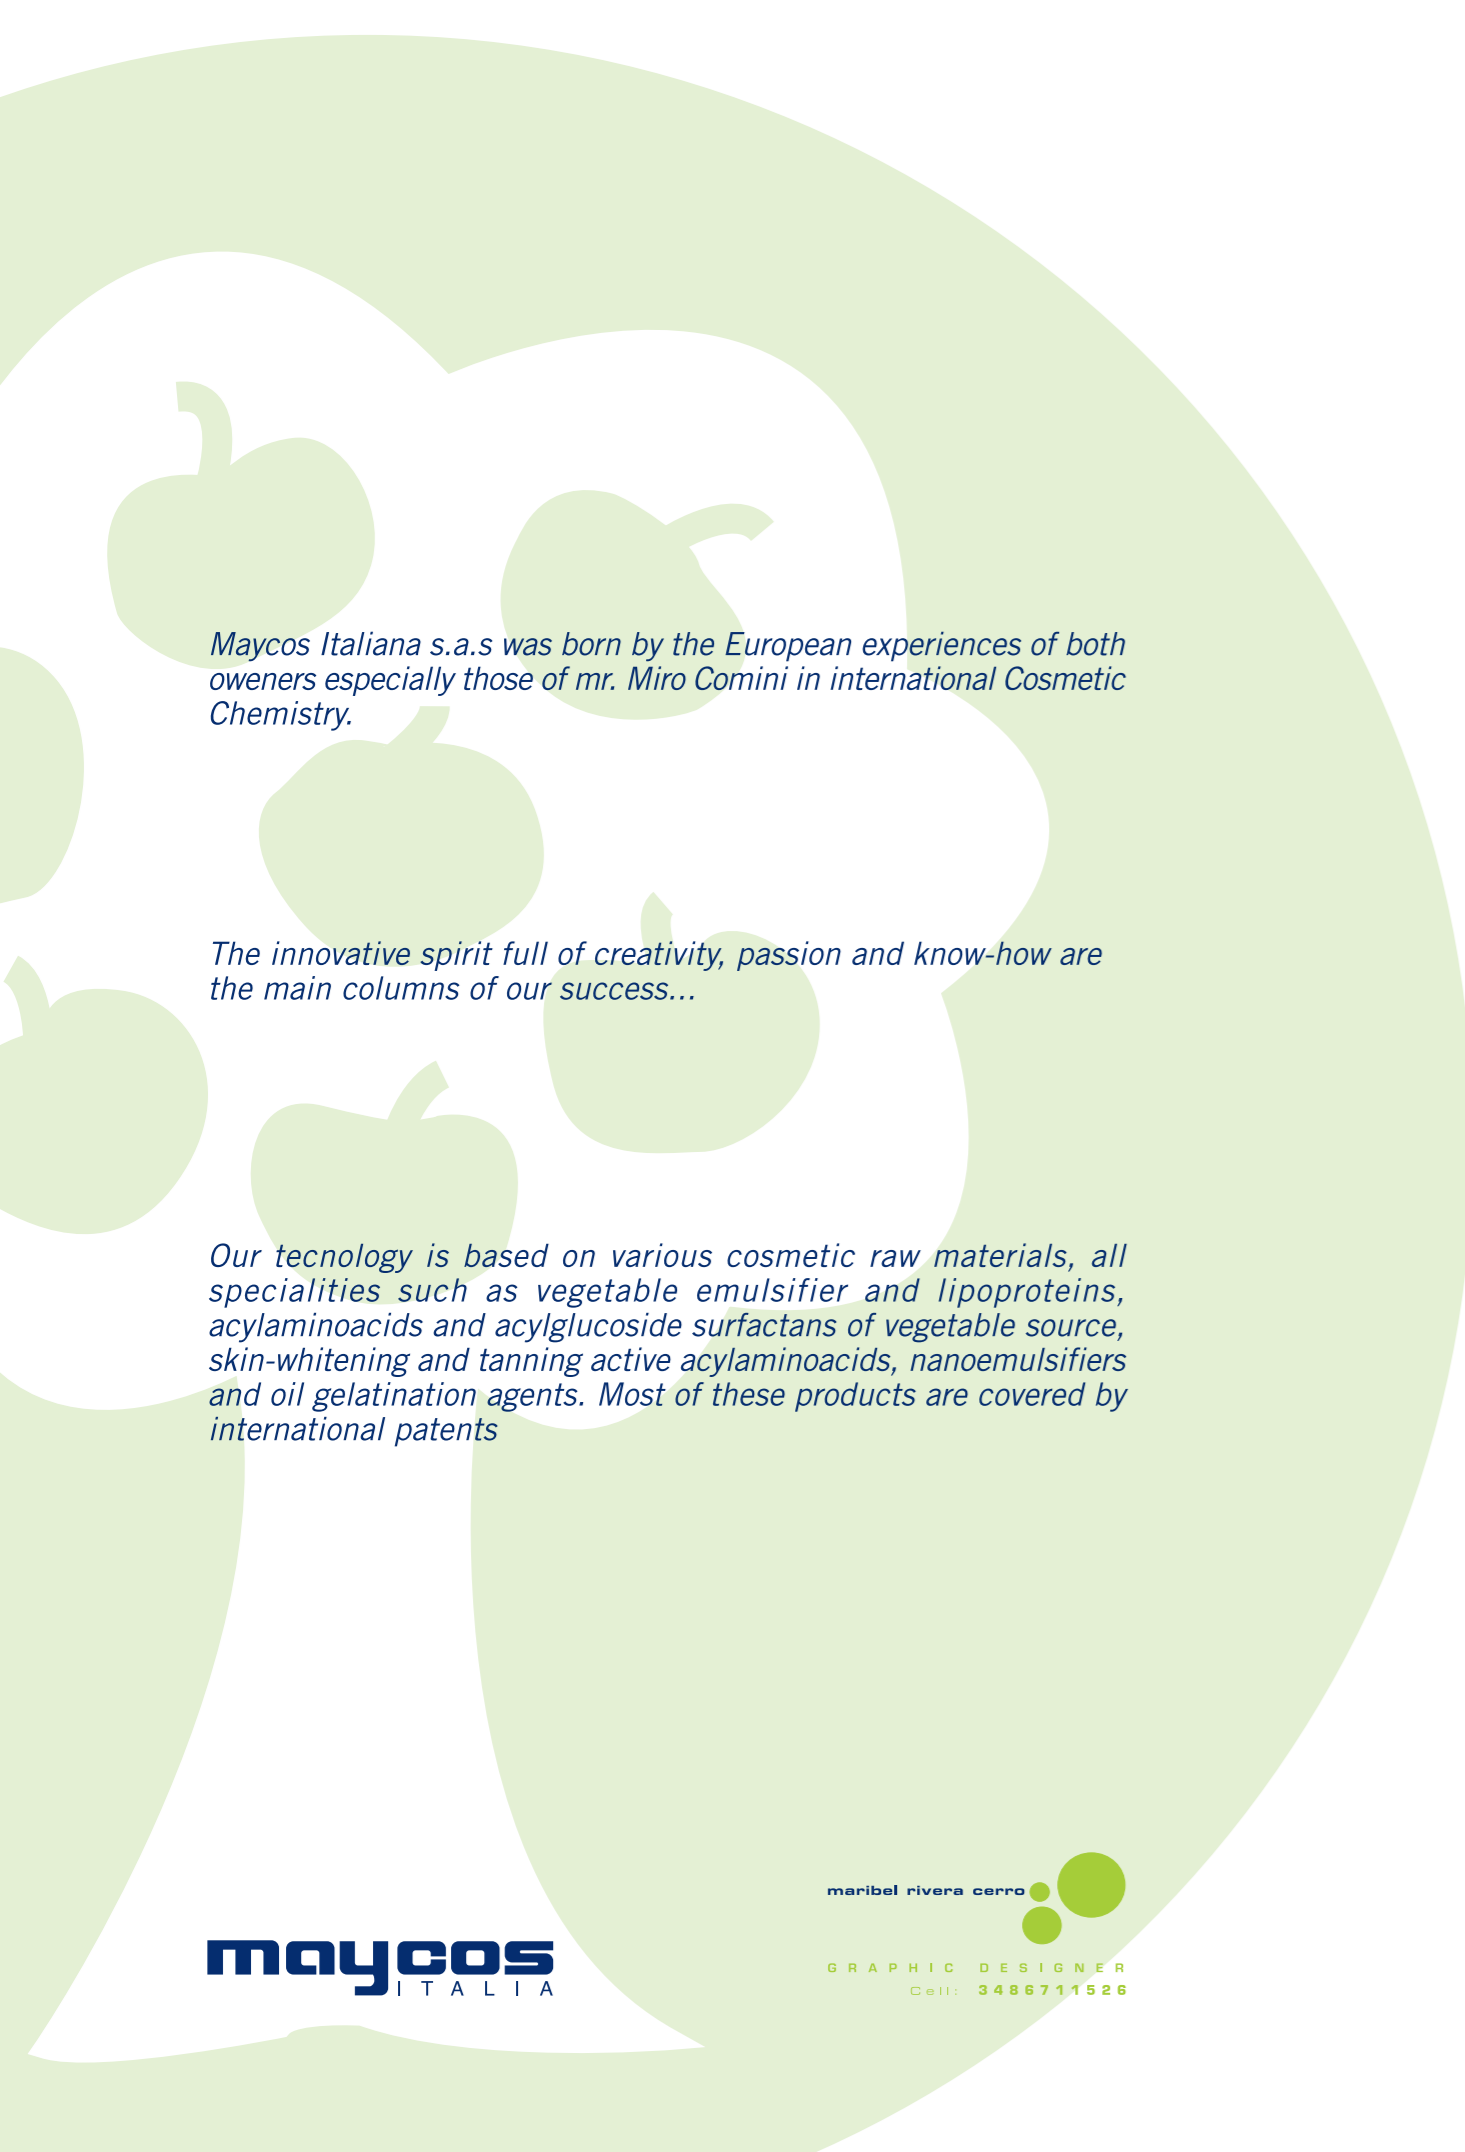 Maycos Italiana s.a.s was born by the European experiences of both
oweners especially those of mr. Miro Comini in international Cosmetic
Chemistry.
The innovative spirit full of creativity, passion and know-how are
the main columns of our success...
Our tecnology is based on various cosmetic raw materials, all
specialities such as vegetable emulsifier and lipoproteins,
acylaminoacids and acylglucoside surfactans of vegetable source,
skin-whitening and tanning active acylaminoacids, nanoemulsifiers
and oil gelatination agents. Most of these products are covered by
international patents
maribel rivera cerro
GRAPHIC DESIGNER
Cell: 3486711526
maycos
ITALIA